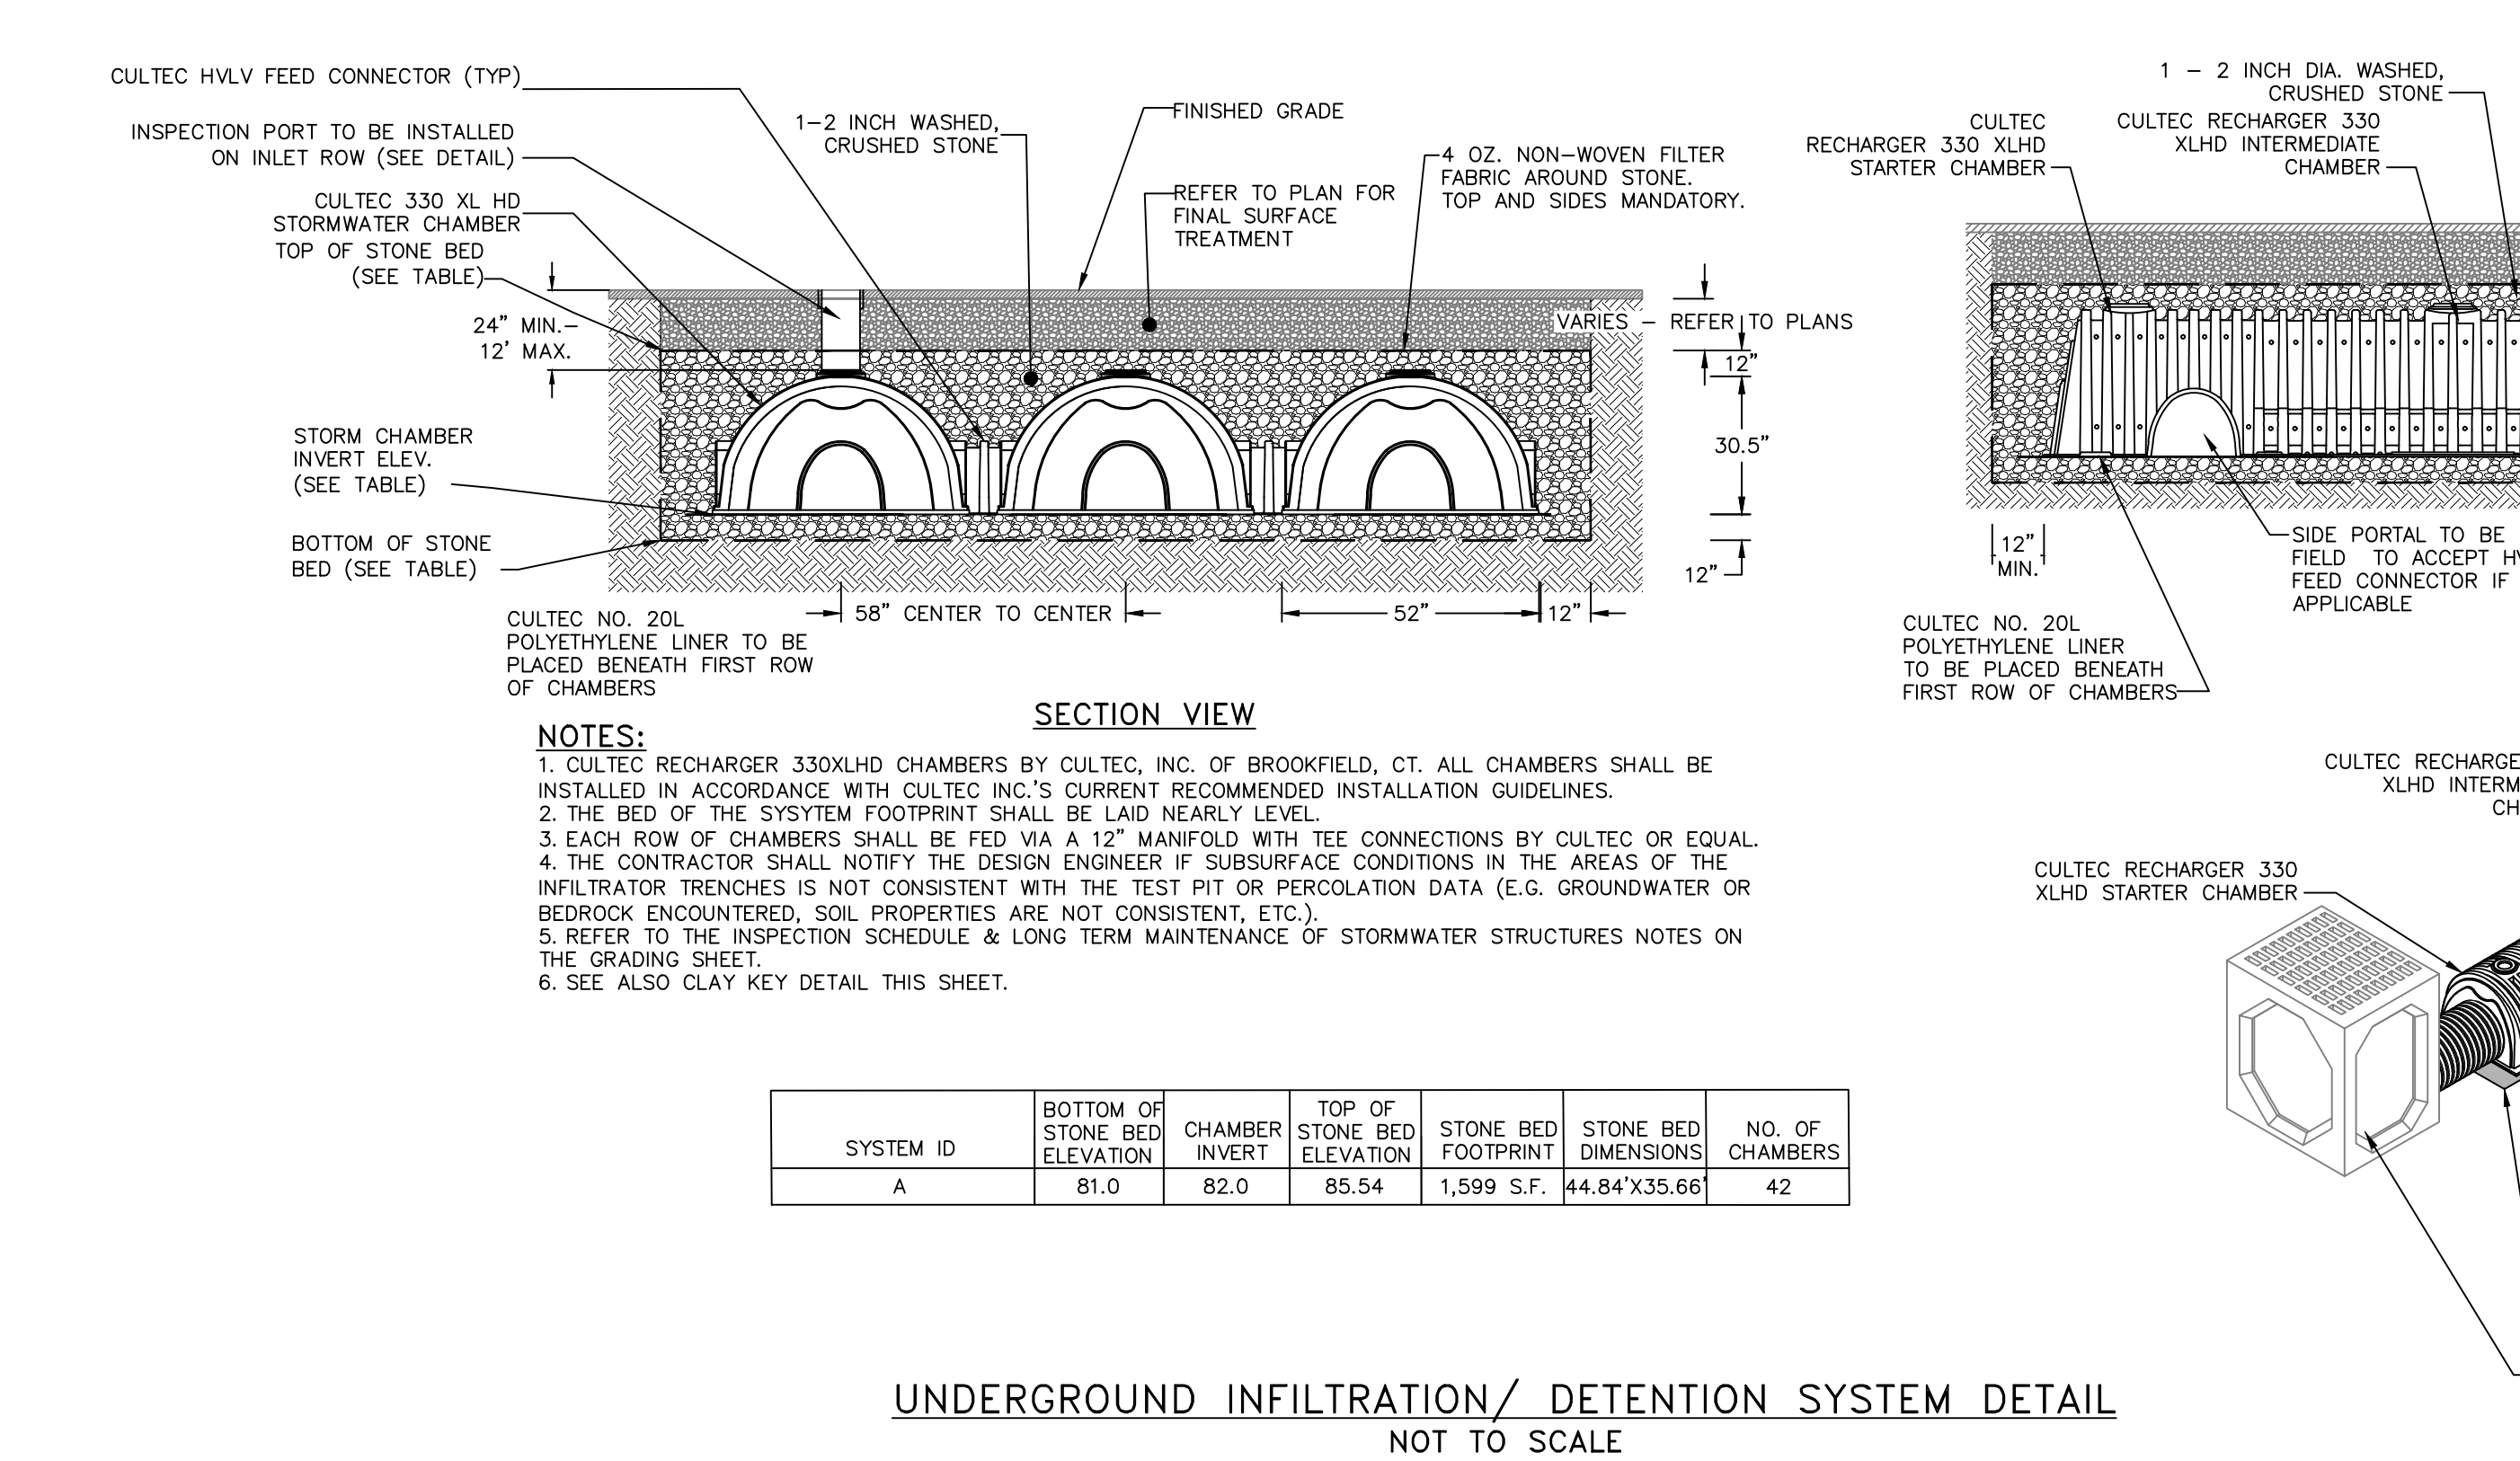 CULTEC HVLV FEED CONNECTOR (TYP)
INSPECTION PORT TO BE INSTALLED
ON INLET ROW (SEE DETAIL)
CULTEC 330 XL HD
STORMWATER CHAMBER
TOP OF STONE BED
(SEE TABLE)
24" MIN.–
12' MAX.
STORM CHAMBER
INVERT ELEV.
(SEE TABLE)
BOTTOM OF STONE
BED (SEE TABLE)
1–2 INCH WASHED,
CRUSHED STONE
FINISHED GRADE
REFER TO PLAN FOR
FINAL SURFACE
TREATMENT
4 OZ. NON–WOVEN FILTER
FABRIC AROUND STONE.
TOP AND SIDES MANDATORY.
VARIES – REFER TO PLANS
12"
30.5"
12"
58" CENTER TO CENTER
52"
12"
CULTEC NO. 20L
POLYETHYLENE LINER TO BE
PLACED BENEATH FIRST ROW
OF CHAMBERS
SECTION VIEW
1 – 2 INCH DIA. WASHED,
CRUSHED STONE
CULTEC
RECHARGER 330 XLHD
STARTER CHAMBER
CULTEC RECHARGER 330
XLHD INTERMEDIATE
CHAMBER
12"
MIN.
SIDE PORTAL TO BE
FIELD TO ACCEPT HV
FEED CONNECTOR IF
APPLICABLE
CULTEC NO. 20L
POLYETHYLENE LINER
TO BE PLACED BENEATH
FIRST ROW OF CHAMBERS
NOTES:
1. CULTEC RECHARGER 330XLHD CHAMBERS BY CULTEC, INC. OF BROOKFIELD, CT. ALL CHAMBERS SHALL BE
INSTALLED IN ACCORDANCE WITH CULTEC INC.'S CURRENT RECOMMENDED INSTALLATION GUIDELINES.
2. THE BED OF THE SYSYTEM FOOTPRINT SHALL BE LAID NEARLY LEVEL.
3. EACH ROW OF CHAMBERS SHALL BE FED VIA A 12" MANIFOLD WITH TEE CONNECTIONS BY CULTEC OR EQUAL.
4. THE CONTRACTOR SHALL NOTIFY THE DESIGN ENGINEER IF SUBSURFACE CONDITIONS IN THE AREAS OF THE
INFILTRATOR TRENCHES IS NOT CONSISTENT WITH THE TEST PIT OR PERCOLATION DATA (E.G. GROUNDWATER OR
BEDROCK ENCOUNTERED, SOIL PROPERTIES ARE NOT CONSISTENT, ETC.).
5. REFER TO THE INSPECTION SCHEDULE & LONG TERM MAINTENANCE OF STORMWATER STRUCTURES NOTES ON
THE GRADING SHEET.
6. SEE ALSO CLAY KEY DETAIL THIS SHEET.
CULTEC RECHARGE
XLHD INTERM
CH
CULTEC RECHARGER 330
XLHD STARTER CHAMBER
SYSTEM ID
BOTTOM OF
STONE BED
ELEVATION
CHAMBER
INVERT
TOP OF
STONE BED
ELEVATION
STONE BED
FOOTPRINT
STONE BED
DIMENSIONS
NO. OF
CHAMBERS
A 81.0 82.0 85.54 1,599 S.F. 44.84'X35.66' 42
UNDERGROUND INFILTRATION/ DETENTION SYSTEM DETAIL
NOT TO SCALE